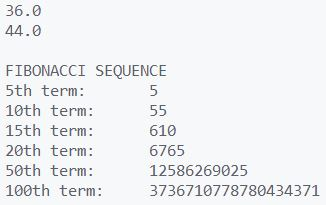 36.0
44.0
FIBONACCI SEQUENCE
5th term: 5
10th term: 55
15th term: 610
20th term: 6765
50th term: 12586269025
100th term: 3736710778780434371